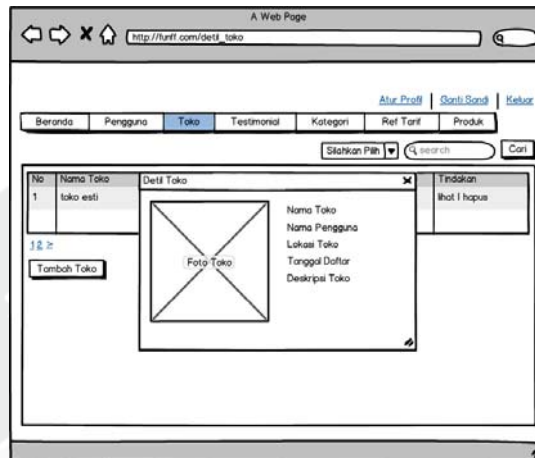 A Web Page
http://funff.com/detil_toko
Atur Profil Ganti Sandi Keluar
Beranda Pengguna Toko Testimonial Kategori Ref Tarif Produk
Silahkan Pilih search Cari
No Nama Toko Detil Toko Tindakan
1 toko esti lihat I hapus
Nama Toko
Nama Pengguna
Lokasi Toko
Tanggal Daftar
Deskripsi Toko
Foto Toko
1 2 >
Tambah Toko